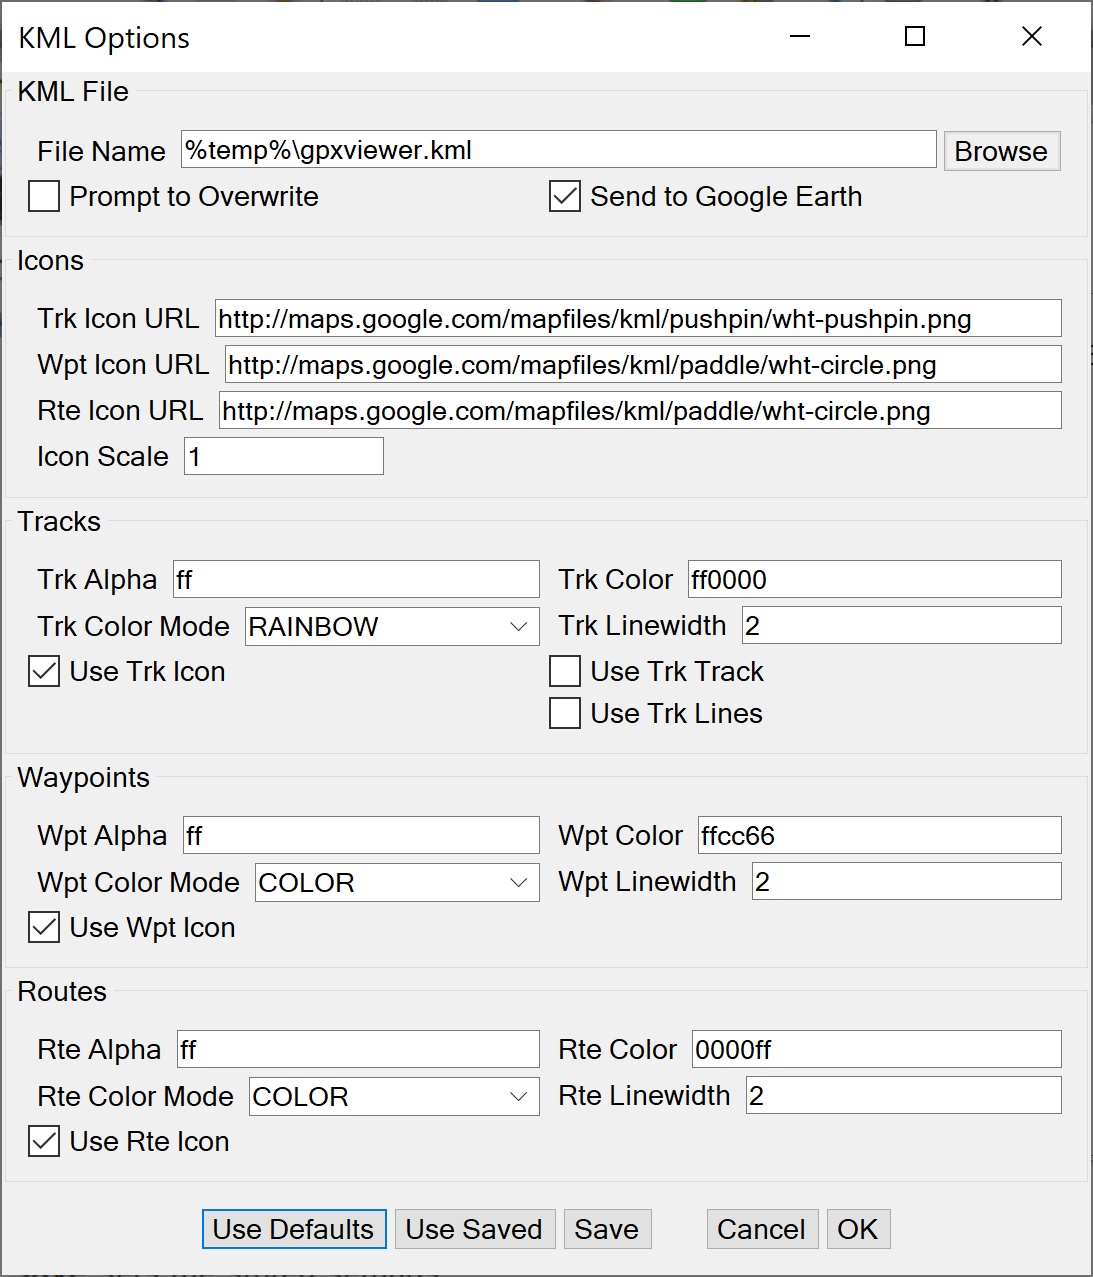 KML Options
KML File
File Name %temp%\gpxviewer.kml Browse
Prompt to Overwrite Send to Google Earth
Icons
Trk Icon URL http://maps.google.com/mapfiles/kml/pushpin/wht-pushpin.png
Wpt Icon URL http://maps.google.com/mapfiles/kml/paddle/wht-circle.png
Rte Icon URL http://maps.google.com/mapfiles/kml/paddle/wht-circle.png
Icon Scale 1
Tracks
Trk Alpha ff Trk Color ff0000
Trk Color Mode RAINBOW Trk Linewidth 2
Use Trk Icon Use Trk Track
Use Trk Lines
Waypoints
Wpt Alpha ff Wpt Color ffcc66
Wpt Color Mode COLOR Wpt Linewidth 2
Use Wpt Icon
Routes
Rte Alpha ff Rte Color 0000ff
Rte Color Mode COLOR Rte Linewidth 2
Use Rte Icon
Use Defaults Use Saved Save Cancel OK